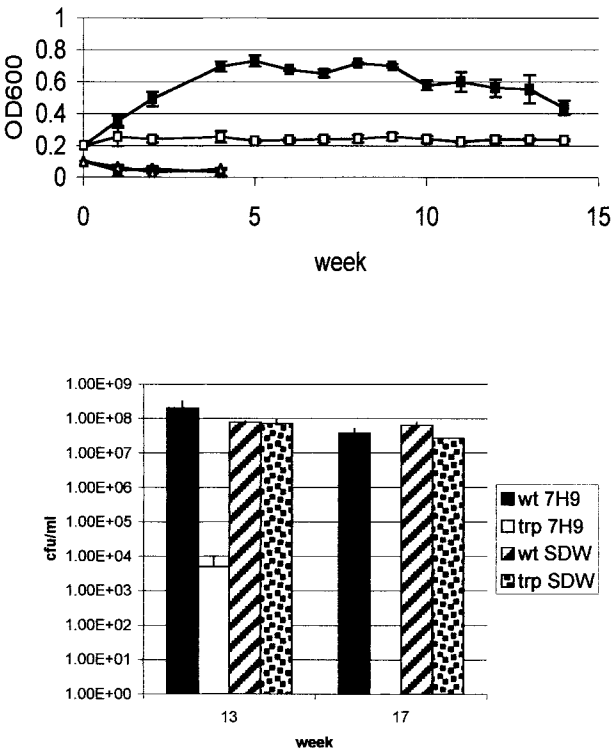 1
0.8
0.6
0.4
0.2
0
OD600
0 5 10 15
week
1.00E+09
1.00E+08
1.00E+07
1.00E+06
1.00E+05
1.00E+04
1.00E+03
1.00E+02
1.00E+01
1.00E+00
cfu/ml
13 17
week
wt 7H9
trp 7H9
wt SDW
trp SDW